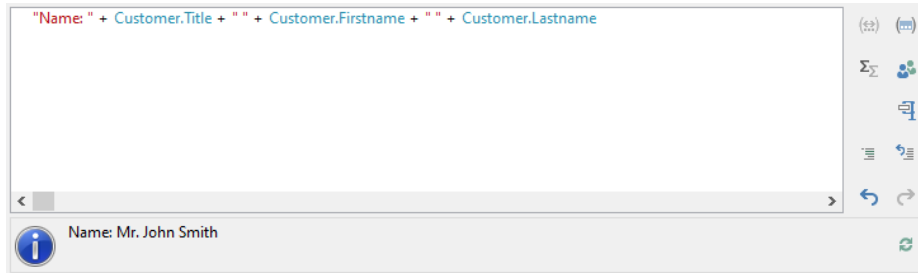 "Name: " + Customer.Title + " " + Customer.Firstname + " " + Customer.Lastname
Name: Mr. John Smith